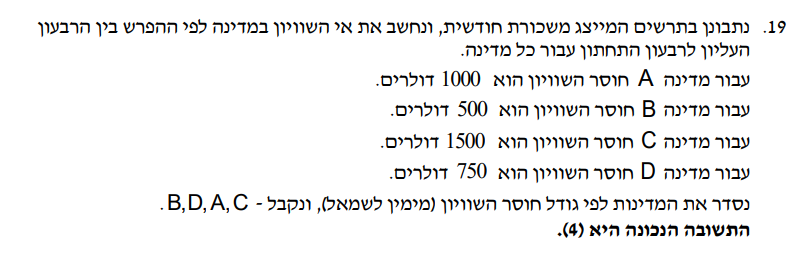 19. נתבונן בתרשים המייצג משכורת חודשית, ונחשב את אי השוויון במדינה לפי ההפרש בין הרבעון
העליון לרבעון התחתון עבור כל מדינה.
עבור מדינה A חוסר השוויון הוא 1000 דולרים.
עבור מדינה B חוסר השוויון הוא 500 דולרים.
עבור מדינה C חוסר השוויון הוא 1500 דולרים.
עבור מדינה D חוסר השוויון הוא 750 דולרים.
נסדר את המדינות לפי גודל חוסר השוויון (מימין לשמאל), ונקבל - B,D,A,C.
התשובה הנכונה היא (4).